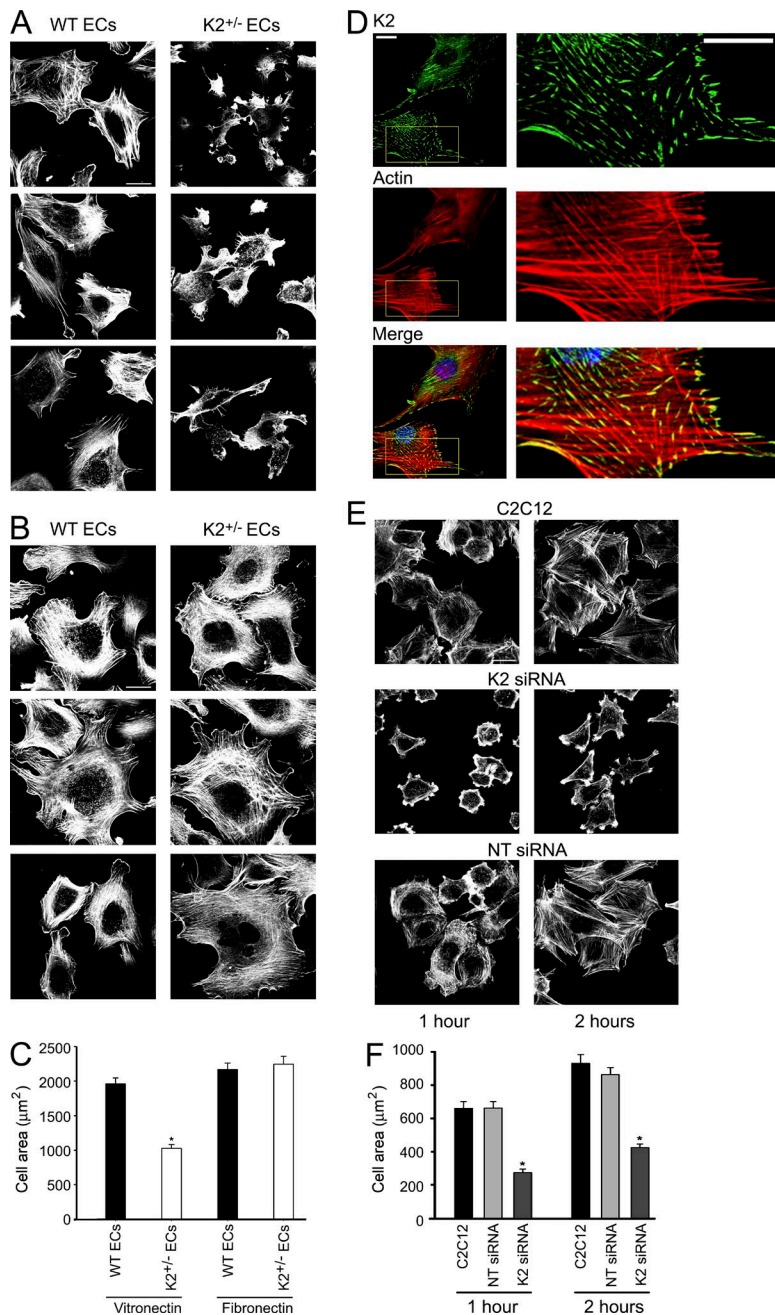 A
WT ECs K2+/- ECs
B
WT ECs K2+/- ECs
C
Cell area (μm2)
2500
2000
1500
1000
500
0
*
WT ECs
K2+/- ECs
WT ECs
K2+/- ECs
Vitronectin Fibronectin
D
K2
Actin
Merge
E
C2C12
K2 siRNA
NT siRNA
1 hour 2 hours
F
Cell area (μm2)
1000
800
600
400
200
0
*
*
C2C12
NT siRNA
K2 siRNA
C2C12
NT siRNA
K2 siRNA
1 hour 2 hours